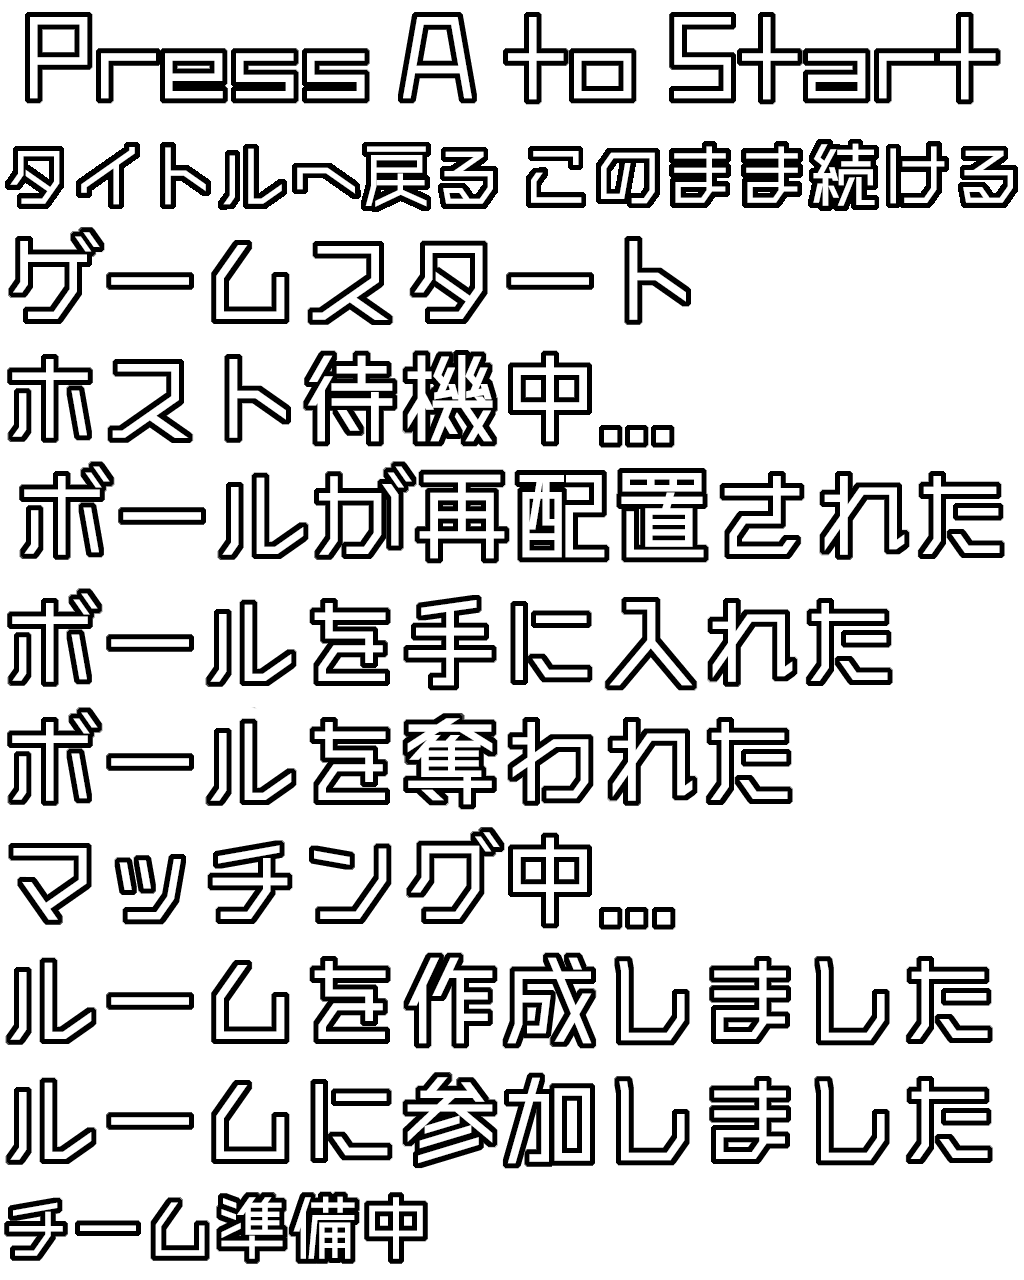 Press A to Start
タイトルへ戻る このまま続ける
ゲームスタート
ホスト待機中...
ボールが再配置された
ボールを手に入れた
ボールを奪われた
マッチング中...
ルームを作成しました
ルームに参加しました
チーム準備中